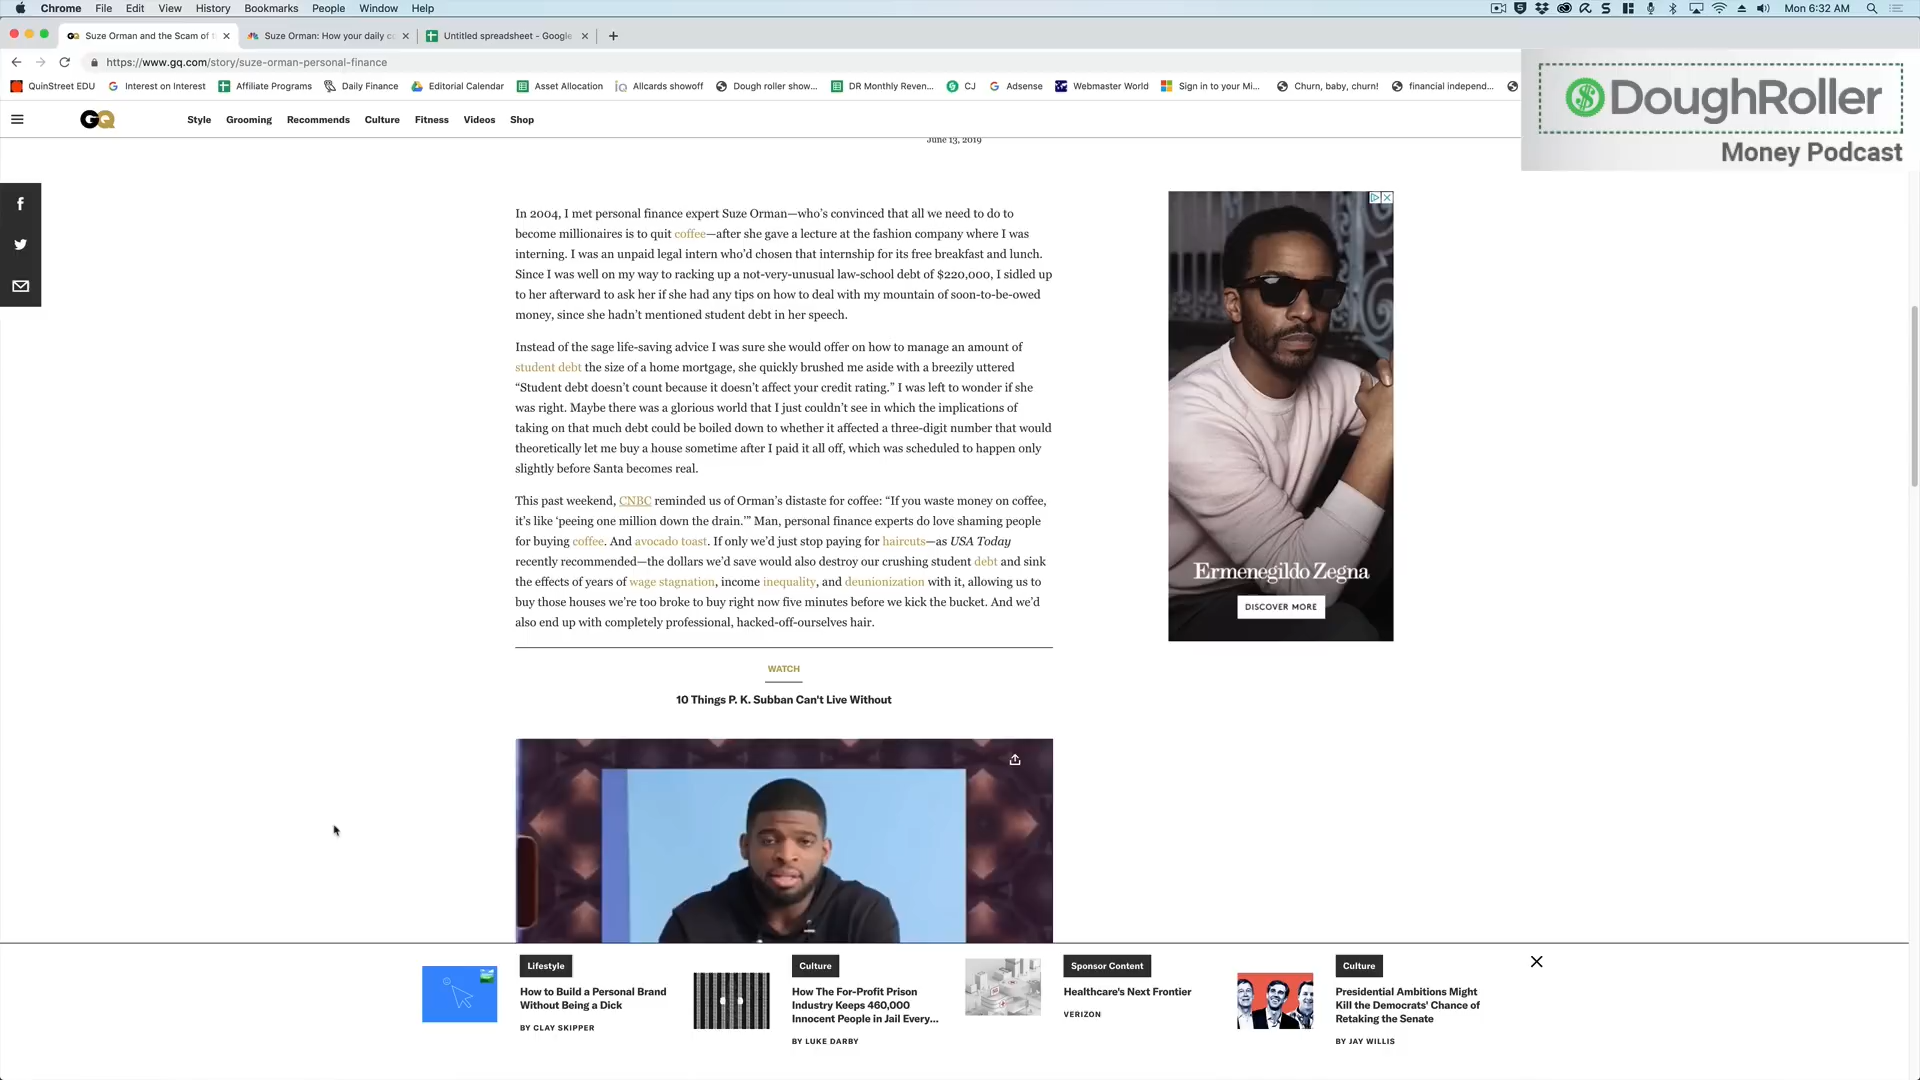 Chrome File Edit View History Bookmarks People Window Help
Mon 6:32 AM
Suze Orman and the Scam of
Suze Orman: How your daily c
Untitled spreadsheet - Google
https://www.gq.com/story/suze-orman-personal-finance
QuinStreet EDU
Interest on Interest
Affiliate Programs
Daily Finance
Editorial Calendar
Asset Allocation
Allcards showoff
Dough roller show...
DR Monthly Reven...
CJ
Adsense
Webmaster World
Sign in to your Mi...
Churn, baby, churn!
financial independ...
DoughRoller
Money Podcast
GQ
Style Grooming Recommends Culture Fitness Videos Shop
June 13, 2019
In 2004, I met personal finance expert Suze Orman—who's convinced that all we need to do to
become millionaires is to quit coffee—after she gave a lecture at the fashion company where I was
interning. I was an unpaid legal intern who'd chosen that internship for its free breakfast and lunch.
Since I was well on my way to racking up a not-very-unusual law-school debt of $220,000, I sidled up
to her afterward to ask her if she had any tips on how to deal with my mountain of soon-to-be-owed
money, since she hadn't mentioned student debt in her speech.
Instead of the sage life-saving advice I was sure she would offer on how to manage an amount of
student debt the size of a home mortgage, she quickly brushed me aside with a breezily uttered
“Student debt doesn't count because it doesn't affect your credit rating.” I was left to wonder if she
was right. Maybe there was a glorious world that I just couldn't see in which the implications of
taking on that much debt could be boiled down to whether it affected a three-digit number that would
theoretically let me buy a house sometime after I paid it all off, which was scheduled to happen only
slightly before Santa becomes real.
This past weekend, CNBC reminded us of Orman's distaste for coffee: “If you waste money on coffee,
it's like ‘peeing one million down the drain.’” Man, personal finance experts do love shaming people
for buying coffee. And avocado toast. If only we'd just stop paying for haircuts—as USA Today
recently recommended—the dollars we'd save would also destroy our crushing student debt and sink
the effects of years of wage stagnation, income inequality, and deunionization with it, allowing us to
buy those houses we're too broke to buy right now five minutes before we kick the bucket. And we'd
also end up with completely professional, hacked-off-ourselves hair.
Ermenegildo Zegna
DISCOVER MORE
WATCH
10 Things P. K. Subban Can't Live Without
Lifestyle
How to Build a Personal Brand
Without Being a Dick
BY CLAY SKIPPER
Culture
How The For-Profit Prison
Industry Keeps 460,000
Innocent People in Jail Every...
BY LUKE DARBY
Sponsor Content
Healthcare's Next Frontier
VERIZON
Culture
Presidential Ambitions Might
Kill the Democrats' Chance of
Retaking the Senate
BY JAY WILLIS